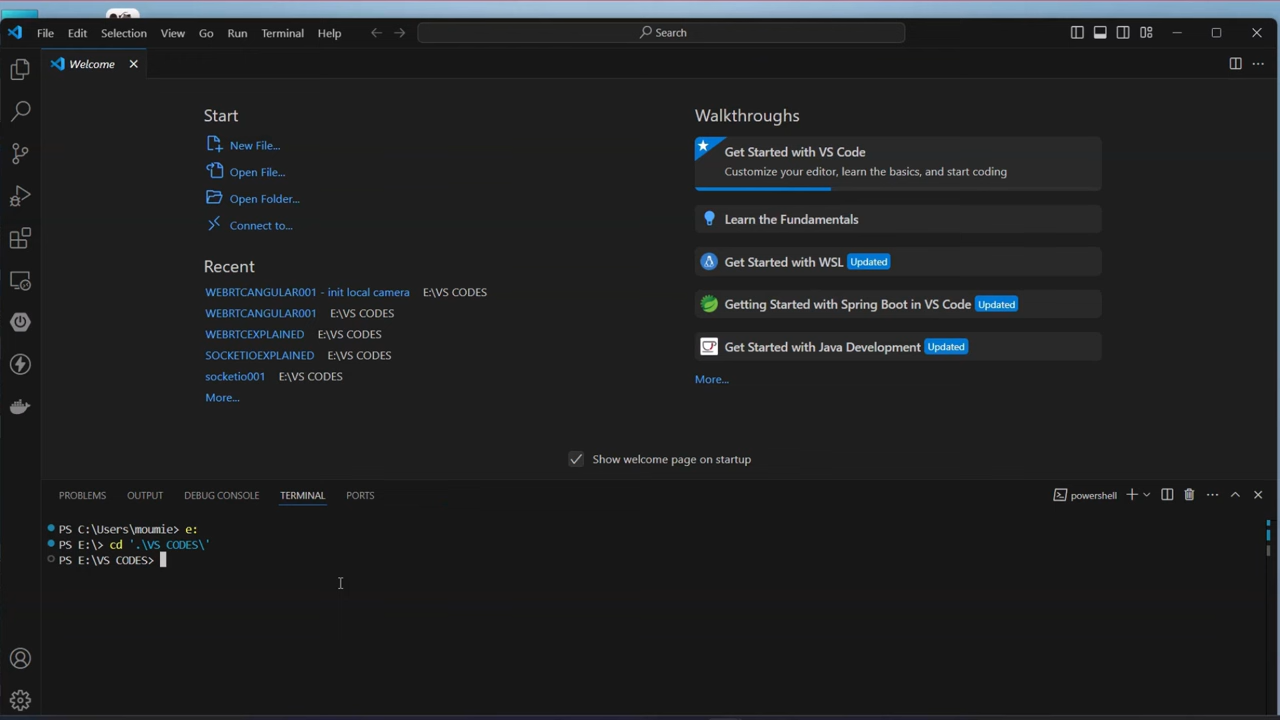 File Edit Selection View Go Run Terminal Help Search
Welcome
Start
New File...
Open File...
Open Folder...
Connect to...
Recent
WEBRTCANGULAR001 - init local camera E:\VS CODES
WEBRTCANGULAR001 E:\VS CODES
WEBRTCEXPLAINED E:\VS CODES
SOCKETIOEXPLAINED E:\VS CODES
socketio001 E:\VS CODES
More...
Walkthroughs
Get Started with VS Code
Customize your editor, learn the basics, and start coding
Learn the Fundamentals
Get Started with WSL Updated
Getting Started with Spring Boot in VS Code Updated
Get Started with Java Development Updated
More...
Show welcome page on startup
PROBLEMS OUTPUT DEBUG CONSOLE TERMINAL PORTS powershell
PS C:\Users\moumie> e:
PS E:\> cd '.\VS CODES\'
PS E:\VS CODES>